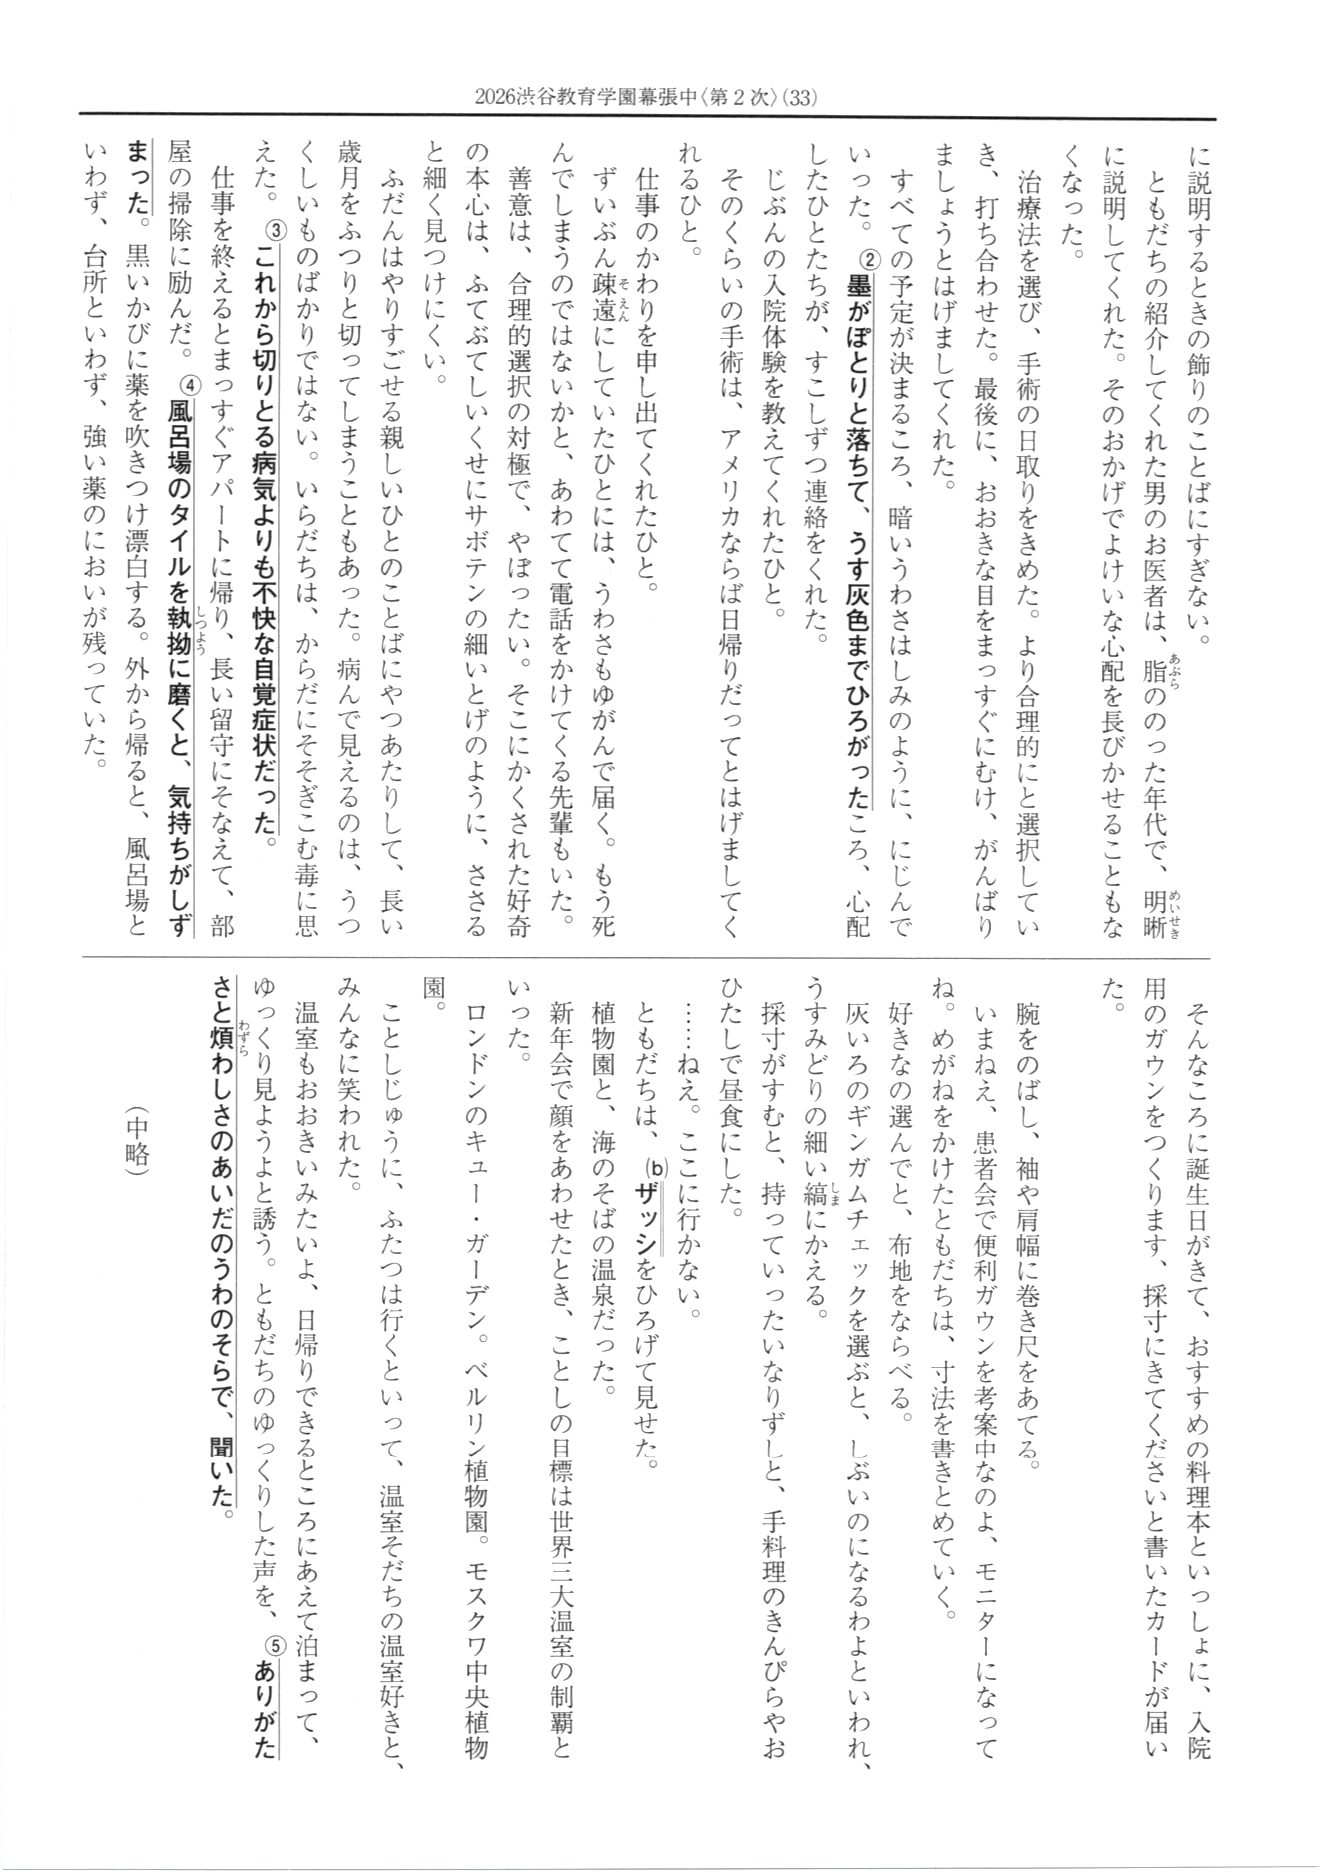 2026渋谷教育学園幕張中〈第2次〉(33)
に説明するときの飾りのことばにすぎない。
ともだちの紹介してくれた男のお医者は、脂ののった年代で、明晰
あぶら
めいせき
に説明してくれた。そのおかげでよけいな心配を長びかせることもな
くなった。
治療法を選び、手術の日取りをきめた。より合理的にと選択してい
き、打ち合わせた。最後に、おおきな目をまっすぐにむけ、がんばり
ましょうとはげましてくれた。
すべての予定が決まるころ、暗いうわさはしみのように、にじんで
いった。②墨がぽとりと落ちて、うす灰色までひろがったころ、心配
したひとたちが、すこしずつ連絡をくれた。
じぶんの入院体験を教えてくれたひと。
そのくらいの手術は、アメリカならば日帰りだってとはげましてく
れるひと。
仕事のかわりを申し出てくれたひと。
ずいぶん疎遠にしていたひとには、うわさもゆがんで届く。もう死
そえん
んでしまうのではないかと、あわてて電話をかけてくる先輩もいた。
善意は、合理的選択の対極で、やぼったい。そこにかくされた好奇
の本心は、ふてぶてしいくせにサボテンの細いとげのように、ささる
と細く見つけにくい。
ふだんはやりすごせる親しいひとのことばにやつあたりして、長い
歳月をふつりと切ってしまうこともあった。病んで見えるのは、うつ
くしいものばかりではない。いらだちは、からだにそそぎこむ毒に思
えた。③これから切りとる病気よりも不快な自覚症状だった。
仕事を終えるとまっすぐアパートに帰り、長い留守にそなえて、部
屋の掃除に励んだ。④風呂場のタイルを執拗に磨くと、気持ちがしず
しつよう
まった。黒いかびに薬を吹きつけ漂白する。外から帰ると、風呂場と
いわず、台所といわず、強い薬のにおいが残っていた。
そんなころに誕生日がきて、おすすめの料理本といっしょに、入院
用のガウンをつくります、採寸にきてくださいと書いたカードが届い
た。
腕をのばし、袖や肩幅に巻き尺をあてる。
いまねえ、患者会で便利ガウンを考案中なのよ、モニターになって
ね。めがねをかけたともだちは、寸法を書きとめていく。
好きなの選んでと、布地をならべる。
灰いろのギンガムチェックを選ぶと、しぶいのになるわよといわれ、
うすみどりの細い縞にかえる。
しま
採寸がすむと、持っていったいなりずしと、手料理のきんぴらやお
ひたしで昼食にした。
……ねえ。ここに行かない。
ともだちは、(b)ザッシをひろげて見せた。
植物園と、海のそばの温泉だった。
新年会で顔をあわせたとき、ことしの目標は世界三大温室の制覇と
いった。
ロンドンのキュー・ガーデン。ベルリン植物園。モスクワ中央植物
園。
ことしじゅうに、ふたつは行くといって、温室そだちの温室好きと、
みんなに笑われた。
温室もおおきいみたいよ、日帰りできるところにあえて泊まって、
ゆっくり見ようよと誘う。ともだちのゆっくりした声を、⑤ありがた
さと煩わしさのあいだのうわのそらで、聞いた。
わずら
（中略）